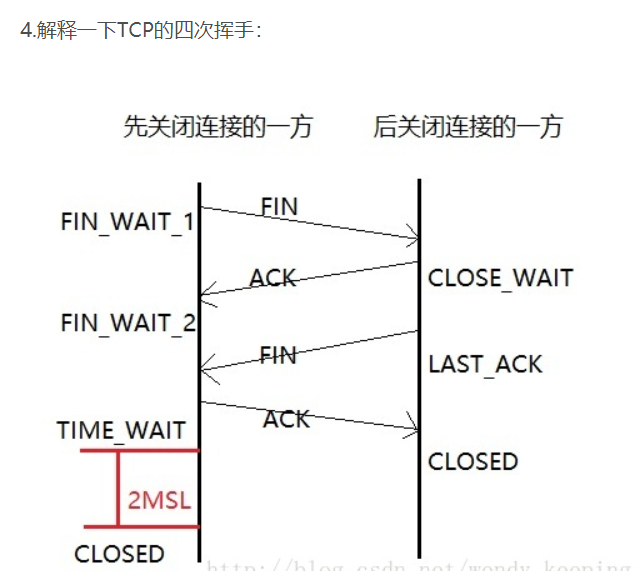 4.解释一下TCP的四次挥手：
先关闭连接的一方 后关闭连接的一方
FIN_WAIT_1 FIN
ACK CLOSE_WAIT
FIN_WAIT_2
FIN LAST_ACK
ACK
TIME_WAIT
CLOSED
2MSL
CLOSED
http://blog.csdn.net/wendy_keeping